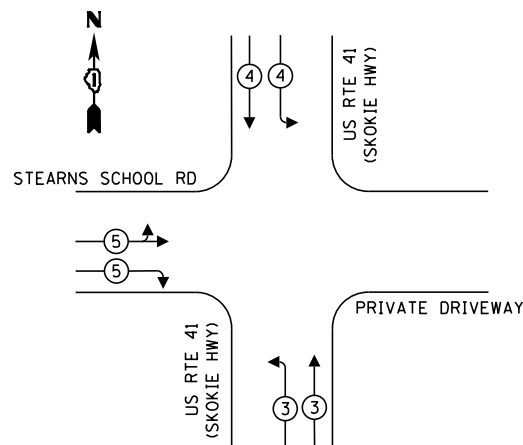 N
1
4 4
US RTE 41
(SKOKIE HWY)
STEARNS SCHOOL RD
5
5
PRIVATE DRIVEWAY
US RTE 41
(SKOKIE HWY)
3 3